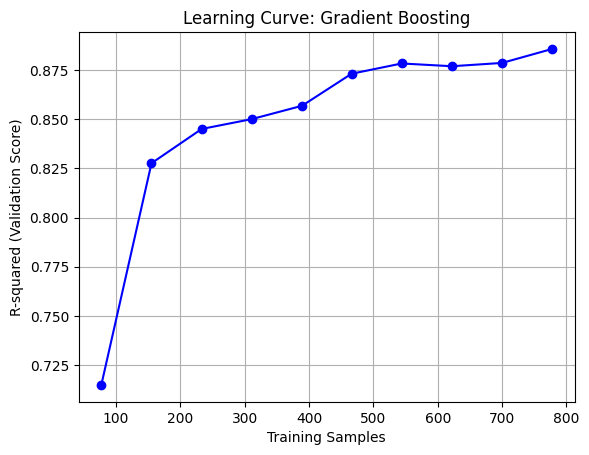 Learning Curve: Gradient Boosting
R-squared (Validation Score)
0.875
0.850
0.825
0.800
0.775
0.750
0.725
100 200 300 400 500 600 700 800
Training Samples